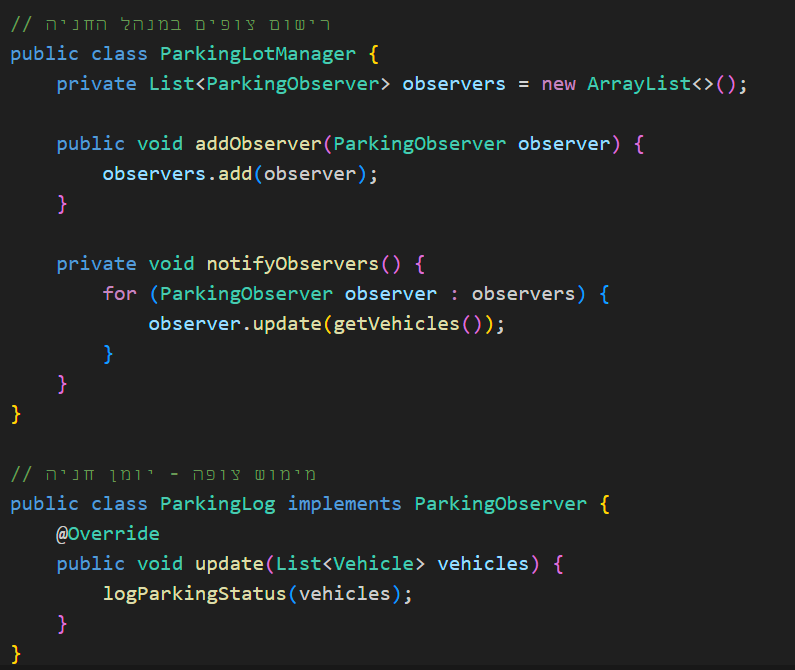 // רישום צופים במנהל החניה
public class ParkingLotManager {
    private List<ParkingObserver> observers = new ArrayList<>();
    public void addObserver(ParkingObserver observer) {
        observers.add(observer);
    }
    private void notifyObservers() {
        for (ParkingObserver observer : observers) {
            observer.update(getVehicles());
        }
    }
}
// מימוש צופה - יומן חניה
public class ParkingLog implements ParkingObserver {
    @Override
    public void update(List<Vehicle> vehicles) {
        logParkingStatus(vehicles);
    }
}